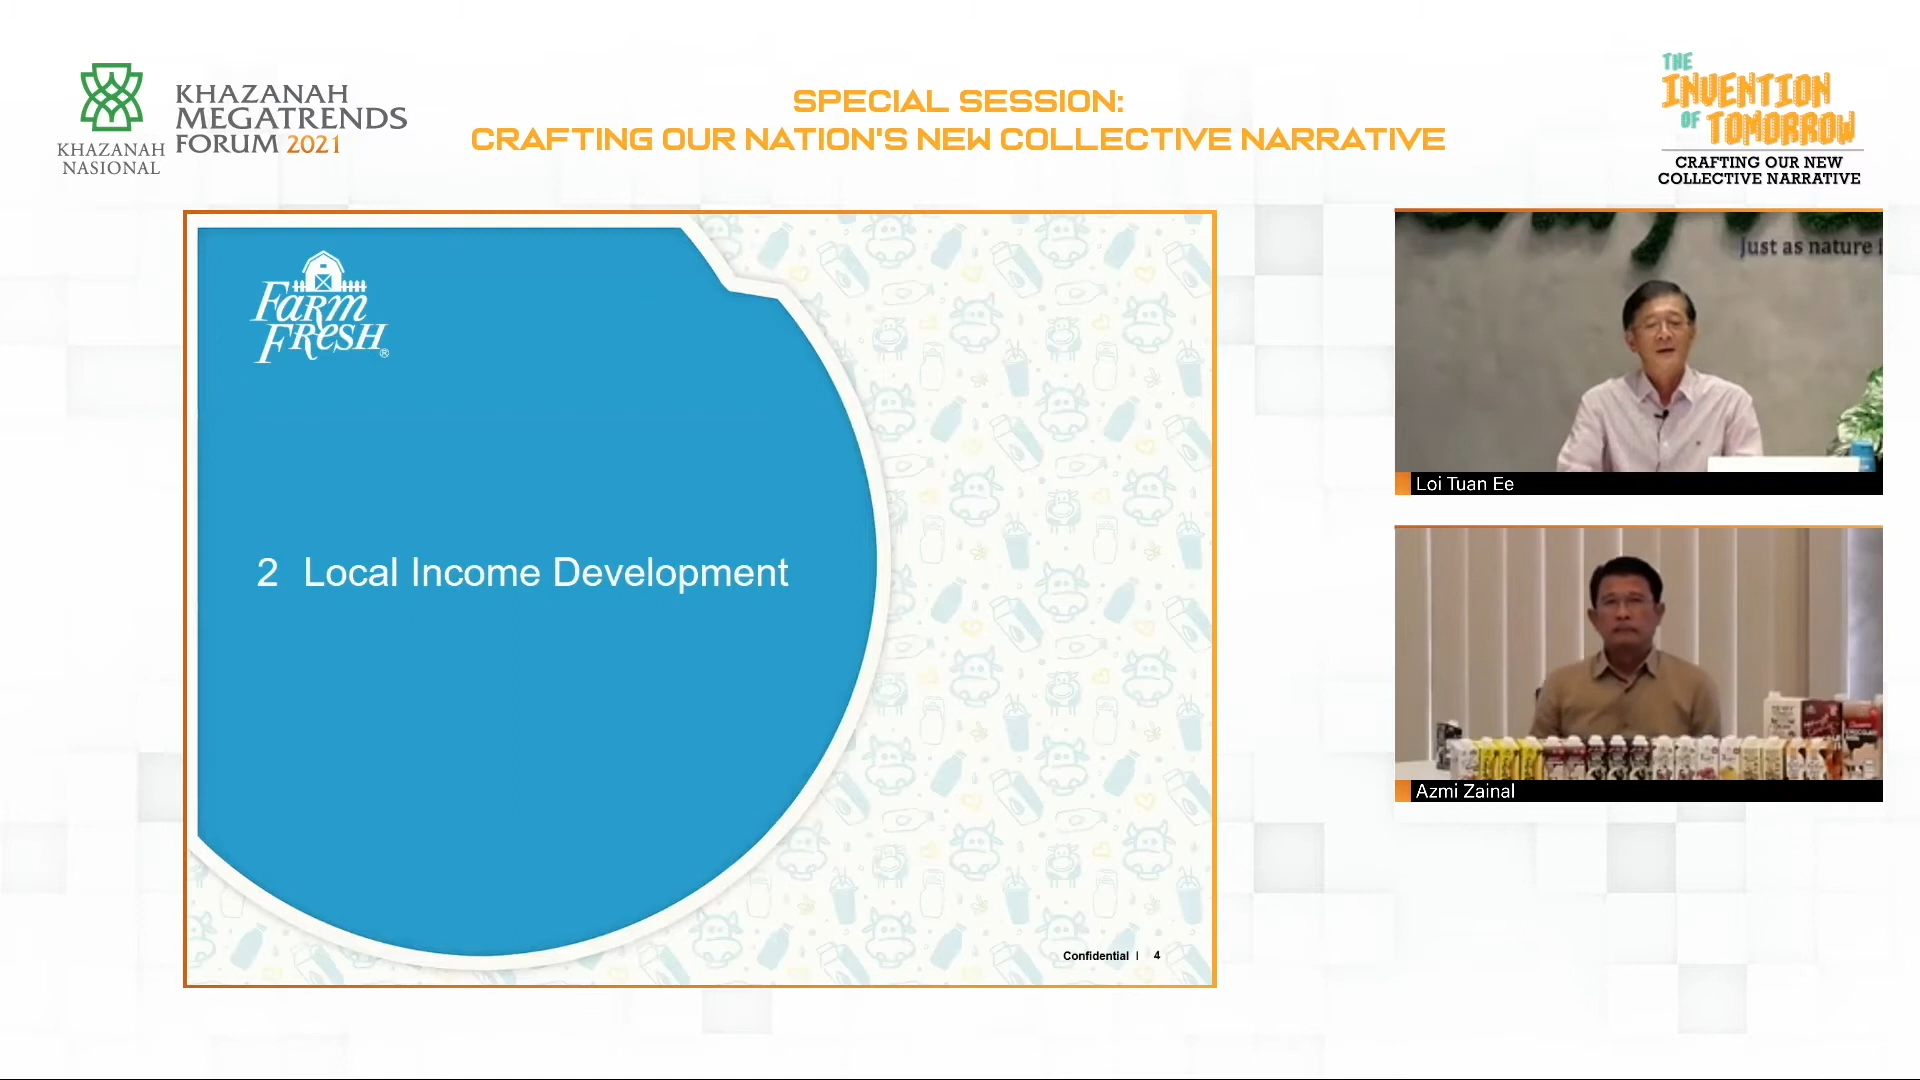 KHAZANAH
NASIONAL
KHAZANAH
MEGATRENDS
FORUM 2021
SPECIAL SESSION:
CRAFTING OUR NATION'S NEW COLLECTIVE NARRATIVE
THE
INVENTION
OF TOMORROW
CRAFTING OUR NEW
COLLECTIVE NARRATIVE
FARM
FRESH®
2 Local Income Development
Confidential | 4
just as nature
Loi Tuan Ee
Azmi Zainal